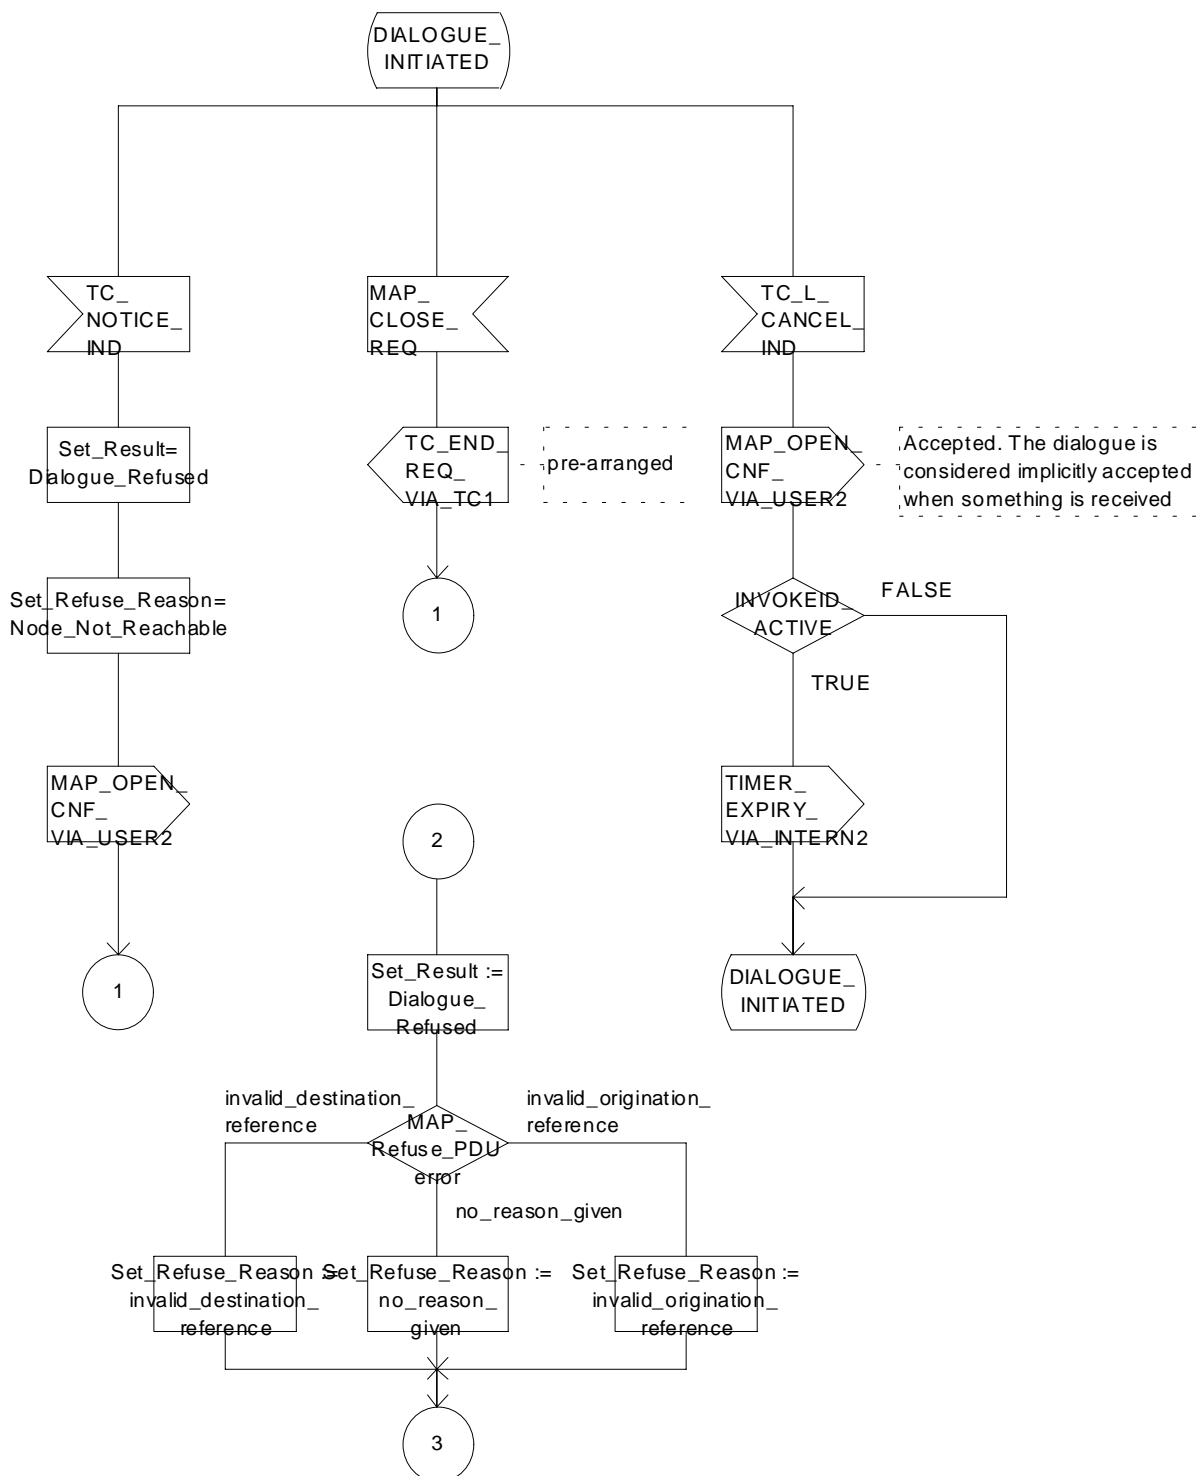 DIALOGUE_
INITIATED
TC_
NOTICE_
IND
MAP_
CLOSE_
REQ
TC_L_
CANCEL_
IND
Set_Result=
Dialogue_Refused
TC_END_
REQ_
VIA_TC1
pre-arranged
MAP_OPEN_
CNF_
VIA_USER2
Accepted. The dialogue is
considered implicitly accepted
when something is received
Set_Refuse_Reason=
Node_Not_Reachable
1
INVOKEID_
ACTIVE
FALSE
TRUE
MAP_OPEN_
CNF_
VIA_USER2
2
TIMER_
EXPIRY_
VIA_INTERN2
1
Set_Result :=
Dialogue_
Refused
DIALOGUE_
INITIATED
invalid_destination_
reference
MAP_
Refuse_PDU
error
invalid_origination_
reference
no_reason_given
Set_Refuse_Reason :=
invalid_destination_
reference
Set_Refuse_Reason :=
no_reason_
given
Set_Refuse_Reason :=
invalid_origination_
reference
3